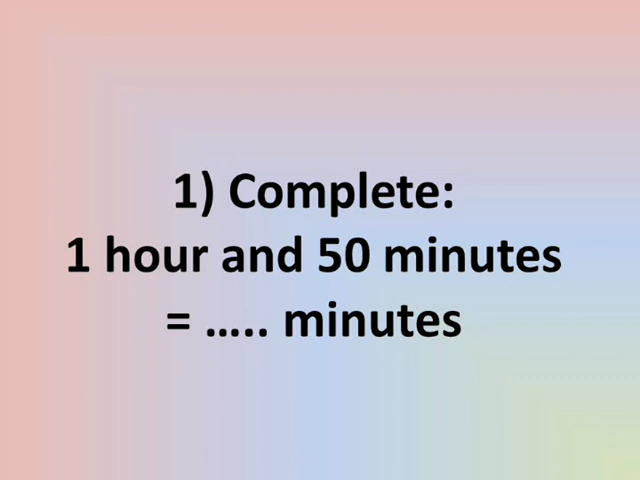 1) Complete:
1 hour and 50 minutes
= ..... minutes